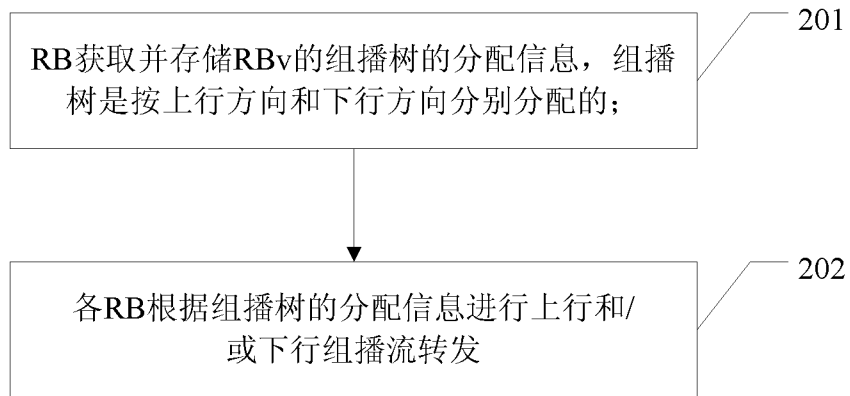 201
RB获取并存储RBv的组播树的分配信息，组播
树是按上行方向和下行方向分别分配的；
202
各RB根据组播树的分配信息进行上行和/
或下行组播流转发